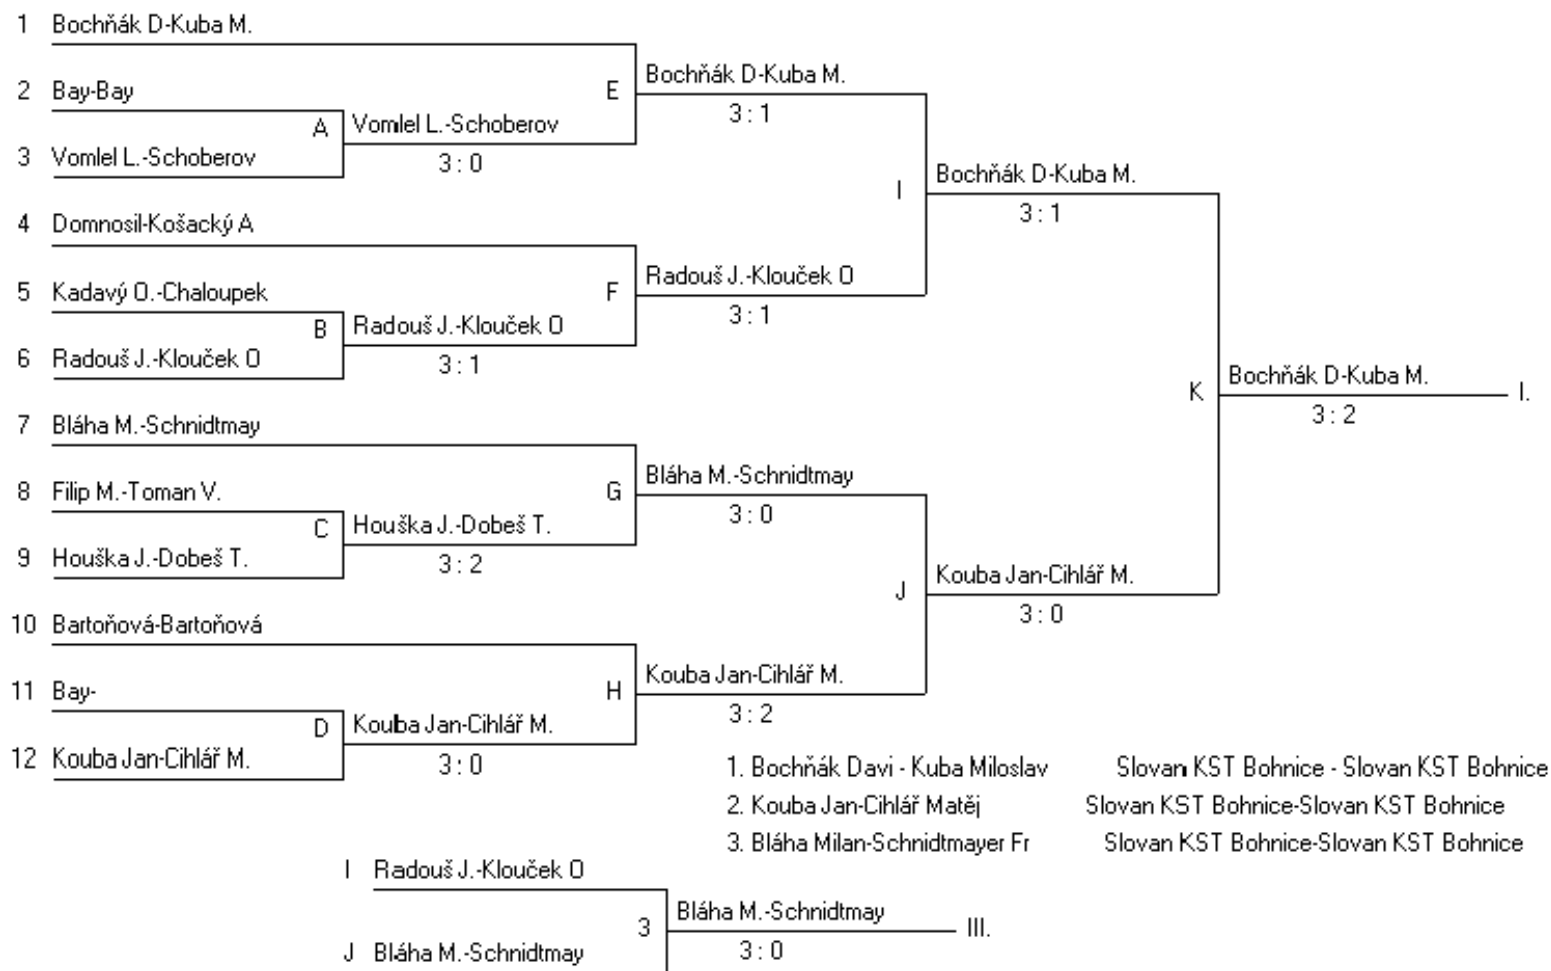 1 Bochňák D-Kuba M.
Bochňák D-Kuba M.
2 Bay-Bay
E
3 : 1
A
Vomlel L.-Schoberov
3 Vomlel L.-Schoberov
3 : 0
Bochňák D-Kuba M.
I
3 : 1
4 Domnosil-Košacký A
Radouš J.-Klouček O
5 Kadavý O.-Chaloupek
F
3 : 1
B
Radouš J.-Klouček O
6 Radouš J.-Klouček O
3 : 1
Bochňák D-Kuba M.
K
I.
3 : 2
7 Bláha M.-Schnidtmay
Bláha M.-Schnidtmay
8 Filip M.-Toman V.
G
3 : 0
C
Houška J.-Dobeš T.
9 Houška J.-Dobeš T.
3 : 2
Kouba Jan-Cihlář M.
J
3 : 0
10 Bartoňová-Bartoňová
Kouba Jan-Cihlář M.
11 Bay-
H
3 : 2
D
Kouba Jan-Cihlář M.
12 Kouba Jan-Cihlář M.
3 : 0
1. Bochňák Davi - Kuba Miloslav Slovan KST Bohnice - Slovan KST Bohnice
2. Kouba Jan-Cihlář Matěj Slovan KST Bohnice-Slovan KST Bohnice
3. Bláha Milan-Schnidtmayer Fr Slovan KST Bohnice-Slovan KST Bohnice
I Radouš J.-Klouček O
Bláha M.-Schnidtmay
3
III.
J Bláha M.-Schnidtmay
3 : 0